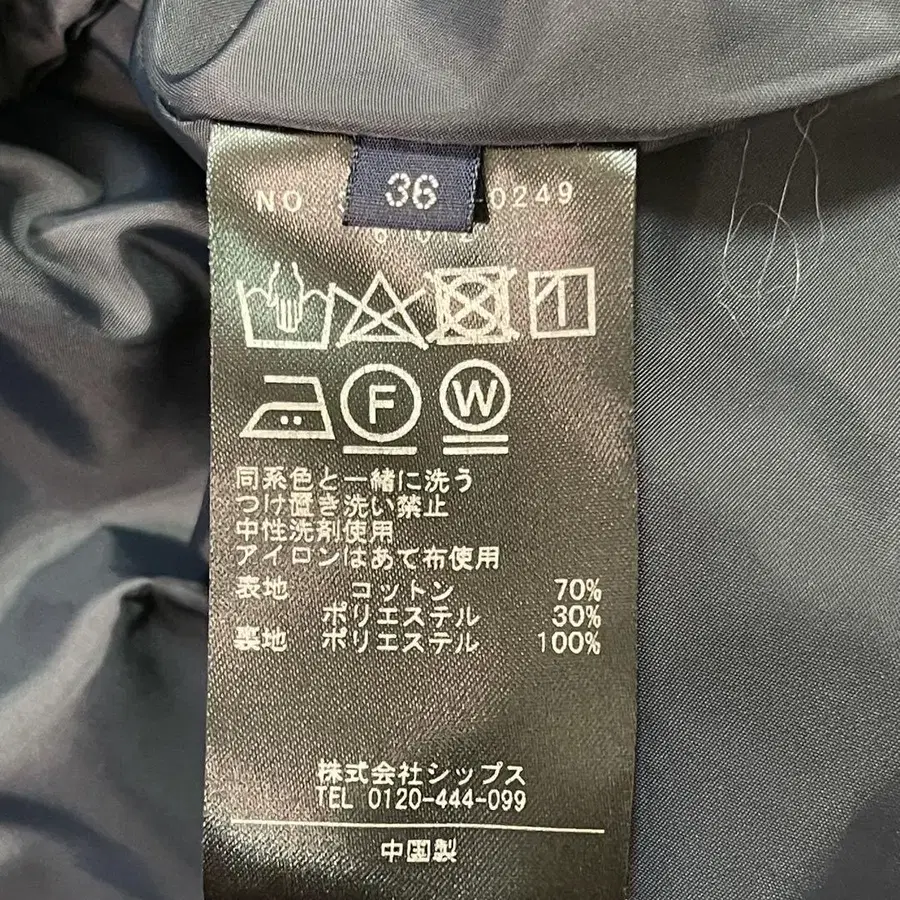 NO 36 -0249
F W
同系色と一緒に洗う
つけ置き洗い禁止
中性洗剤使用
アイロンはあて布使用
表地 コットン 70%
ポリエステル 30%
裏地 ポリエステル 100%
株式会社シップス
TEL 0120-444-099
中国製